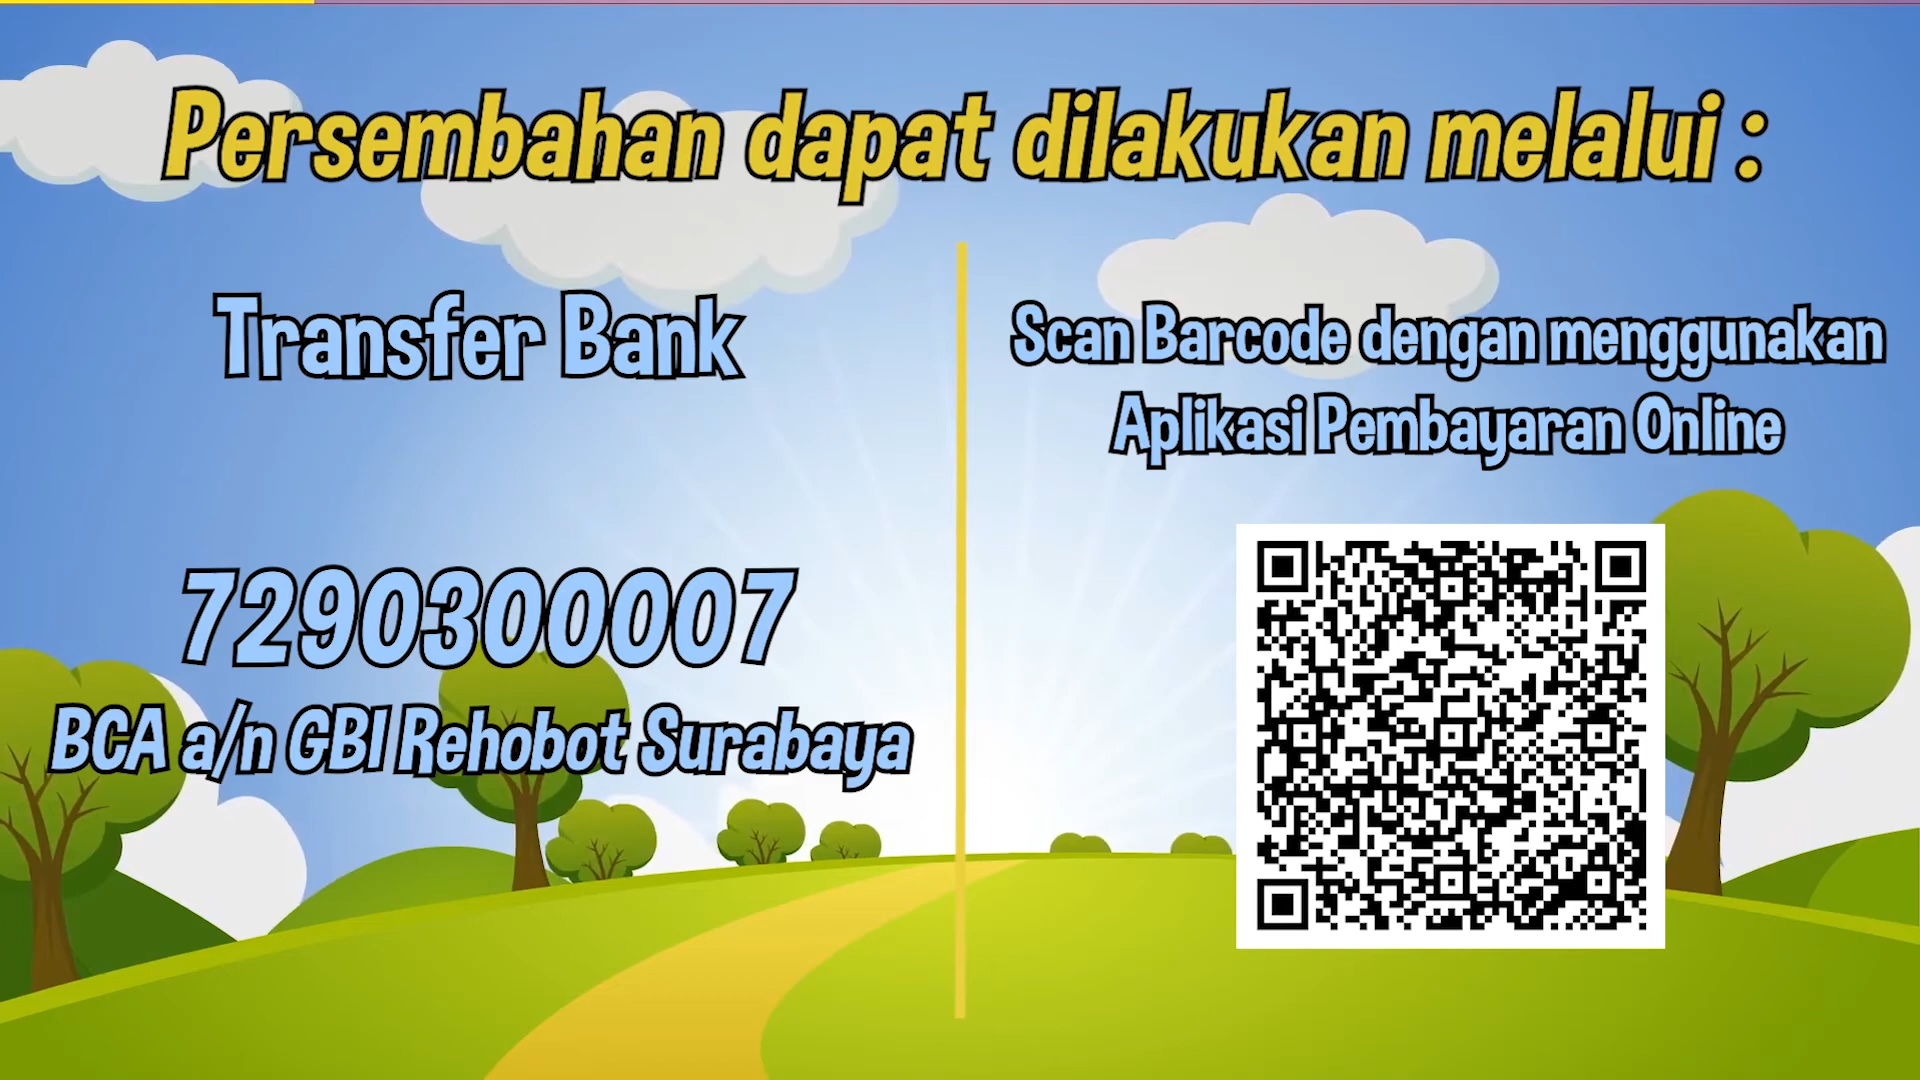 Persembahan dapat dilakukan melalui :
Transfer Bank
7290300007
BCA a/n GBI Rehobot Surabaya
Scan Barcode dengan menggunakan
Aplikasi Pembayaran Online